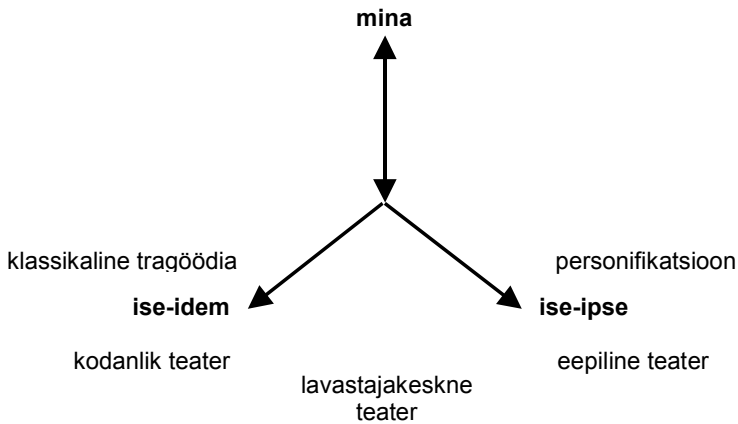 mina
klassikaline tragöödia
personifikatsioon
ise-idem
ise-ipse
kodanlik teater
eepiline teater
lavastajakeskne
teater